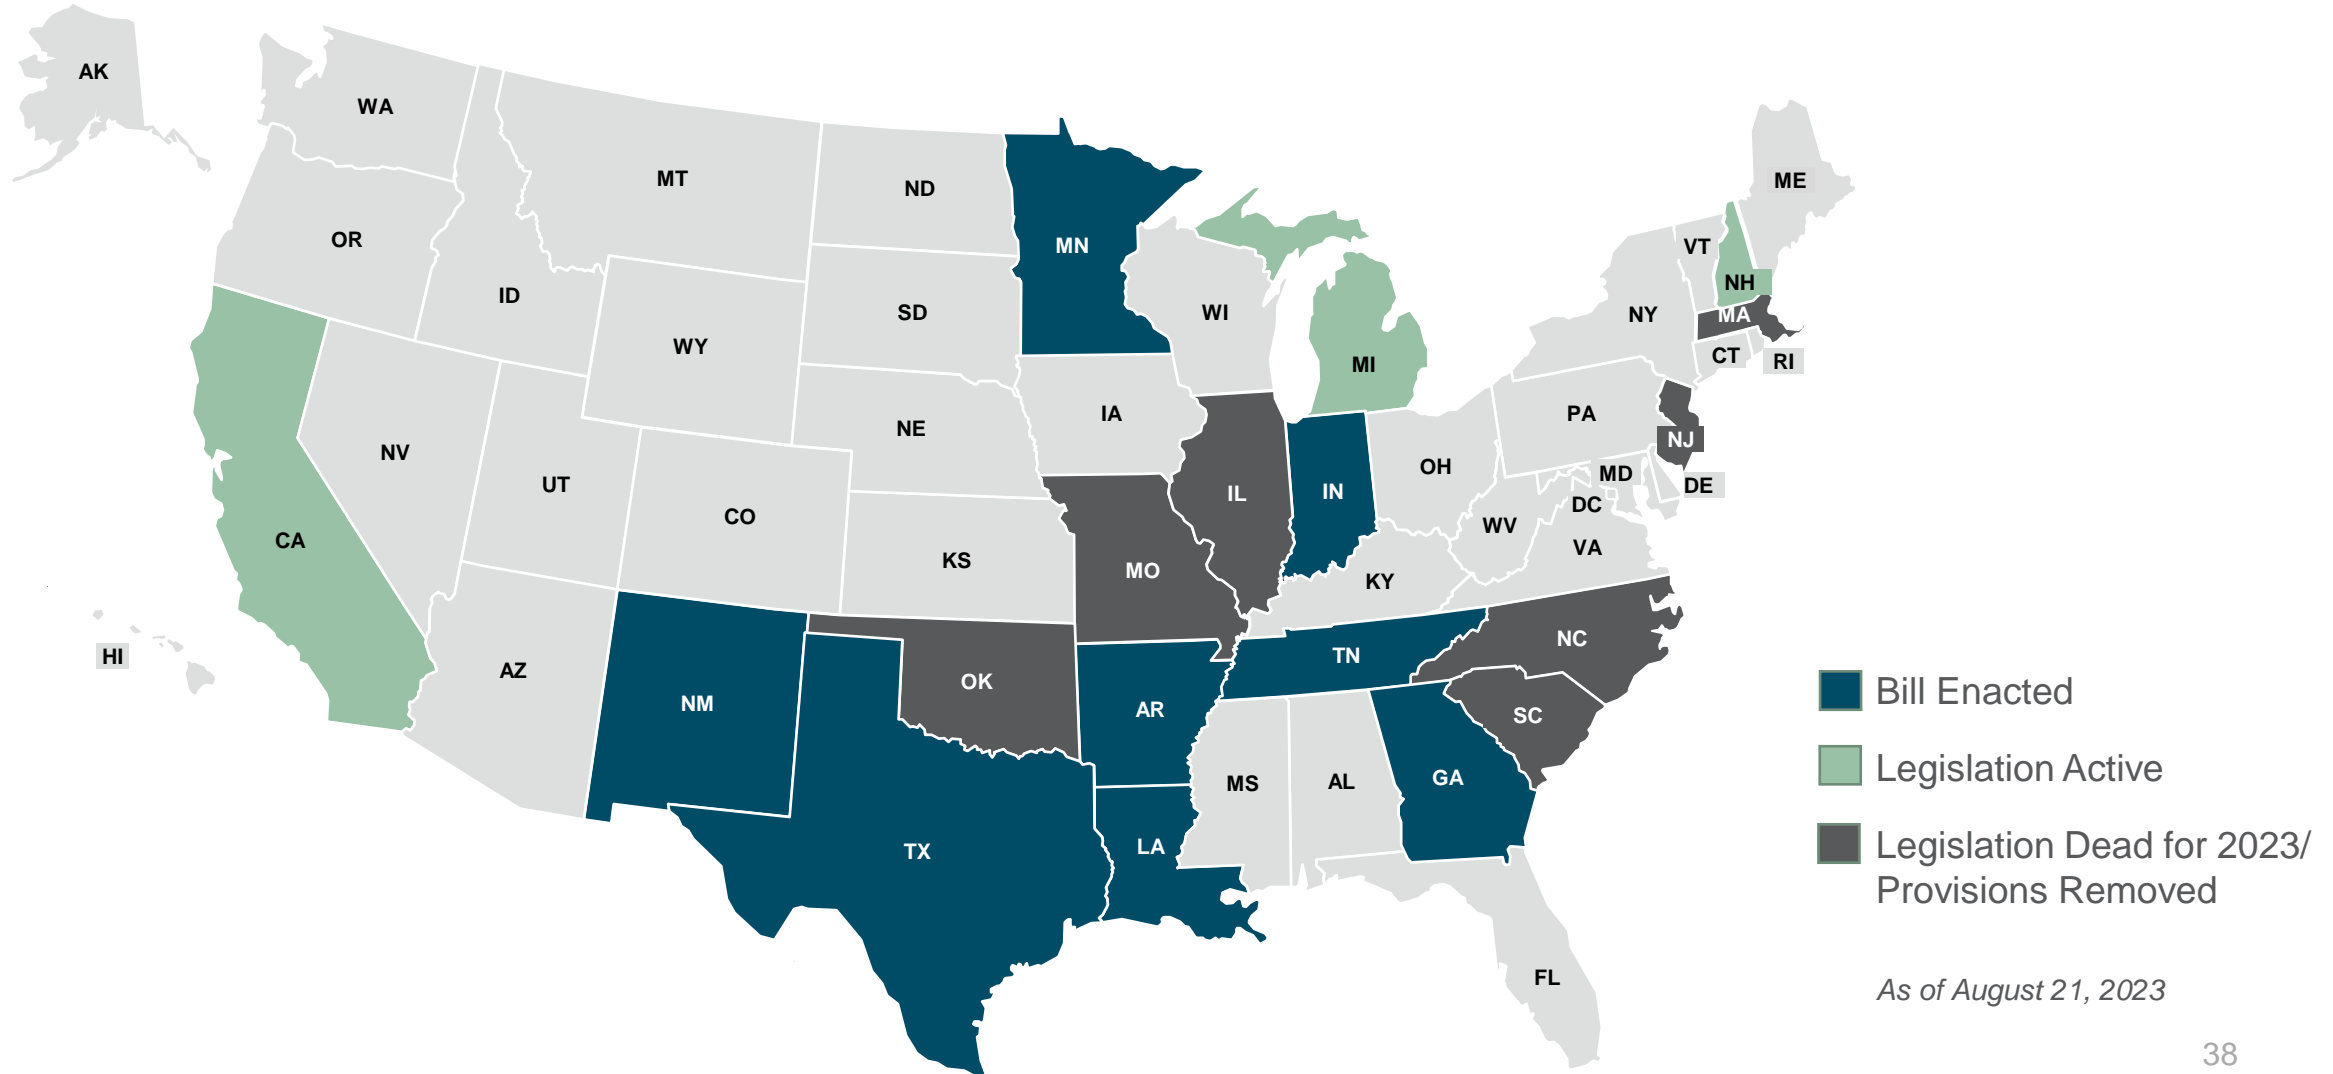 AK
WA
MT
ND
MN
ME
OR
ID
VT
NH
SD
WI
NY
MA
WY
MI
CT
RI
IA
PA
NE
NJ
NV
OH
MD
UT
IL
IN
DE
CO
DC
WV
CA
VA
KS
MO
KY
HI
NC
TN
AZ
OK
NM
AR
SC
Bill Enacted
MS
AL
GA
Legislation Active
TX
LA
Legislation Dead for 2023/
Provisions Removed
FL
As of August 21, 2023
38